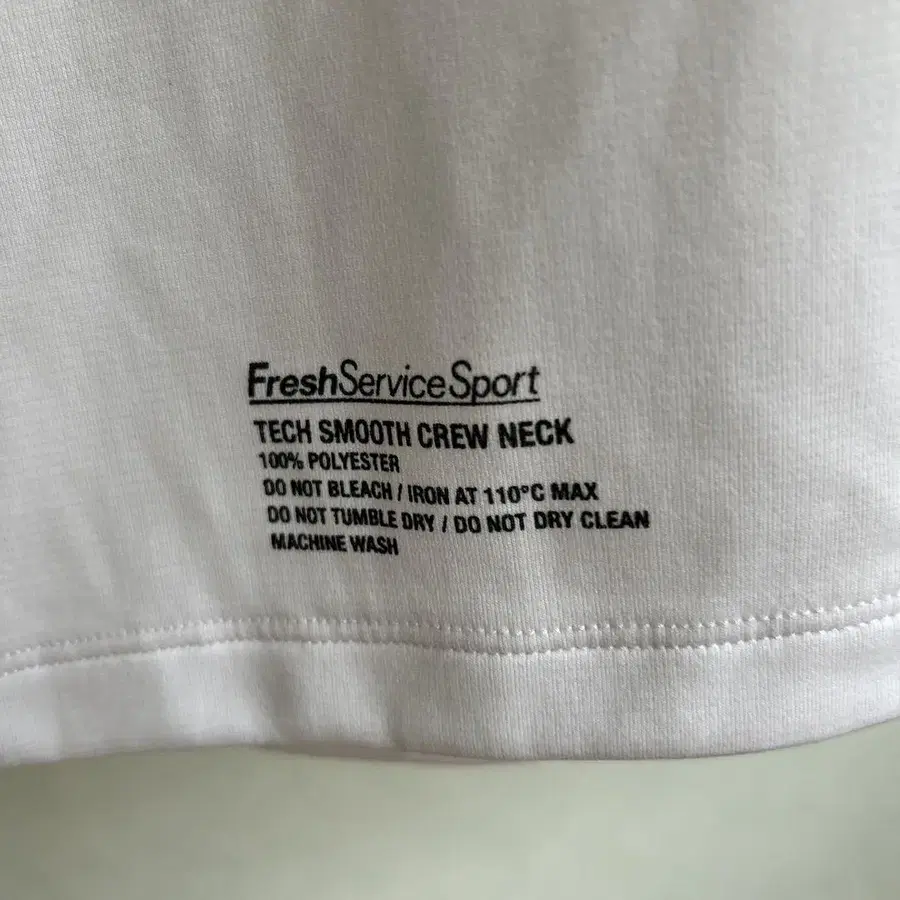 FreshServiceSport
TECH SMOOTH CREW NECK
100% POLYESTER
DO NOT BLEACH / IRON AT 110°C MAX
DO NOT TUMBLE DRY / DO NOT DRY CLEAN
MACHINE WASH